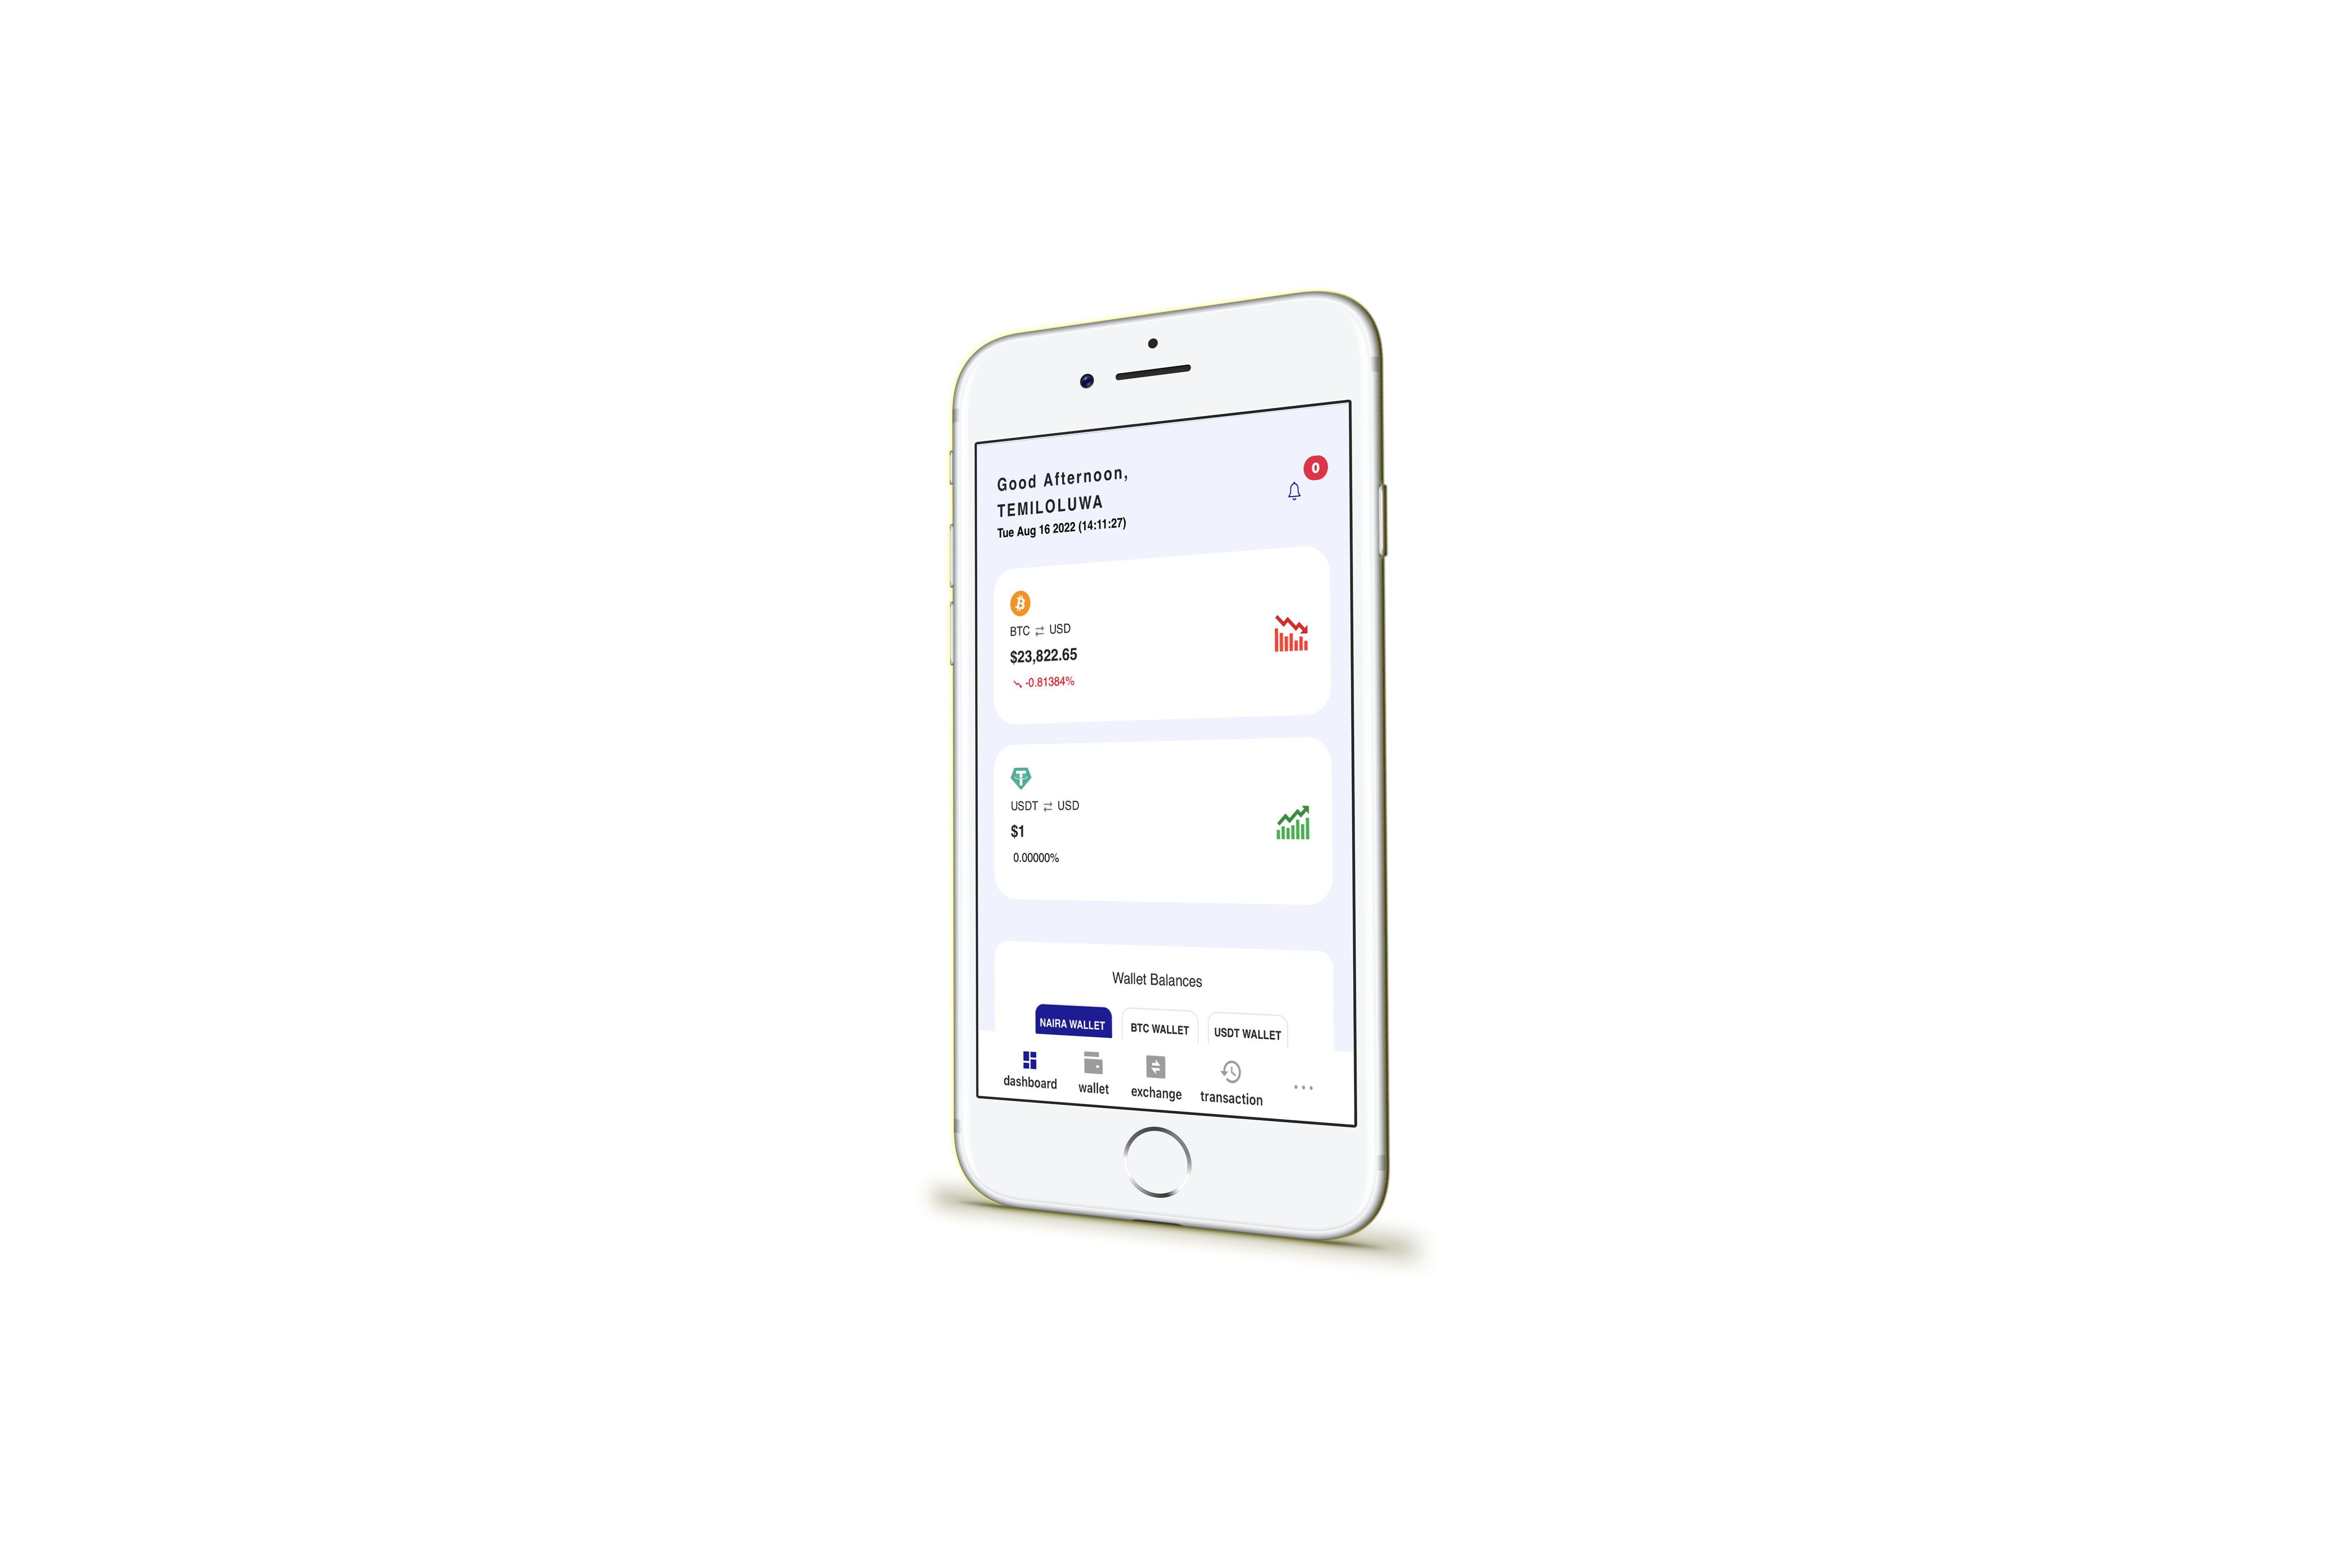 Good Afternoon,
TEMILOLUWA
Tue Aug 16 2022 (14:11:27)
0
BTC ⇄ USD
$23,822.65
-0.81384%
USDT ⇄ USD
$1
0.00000%
Wallet Balances
NAIRA WALLET BTC WALLET USDT WALLET
dashboard wallet exchange transaction ...